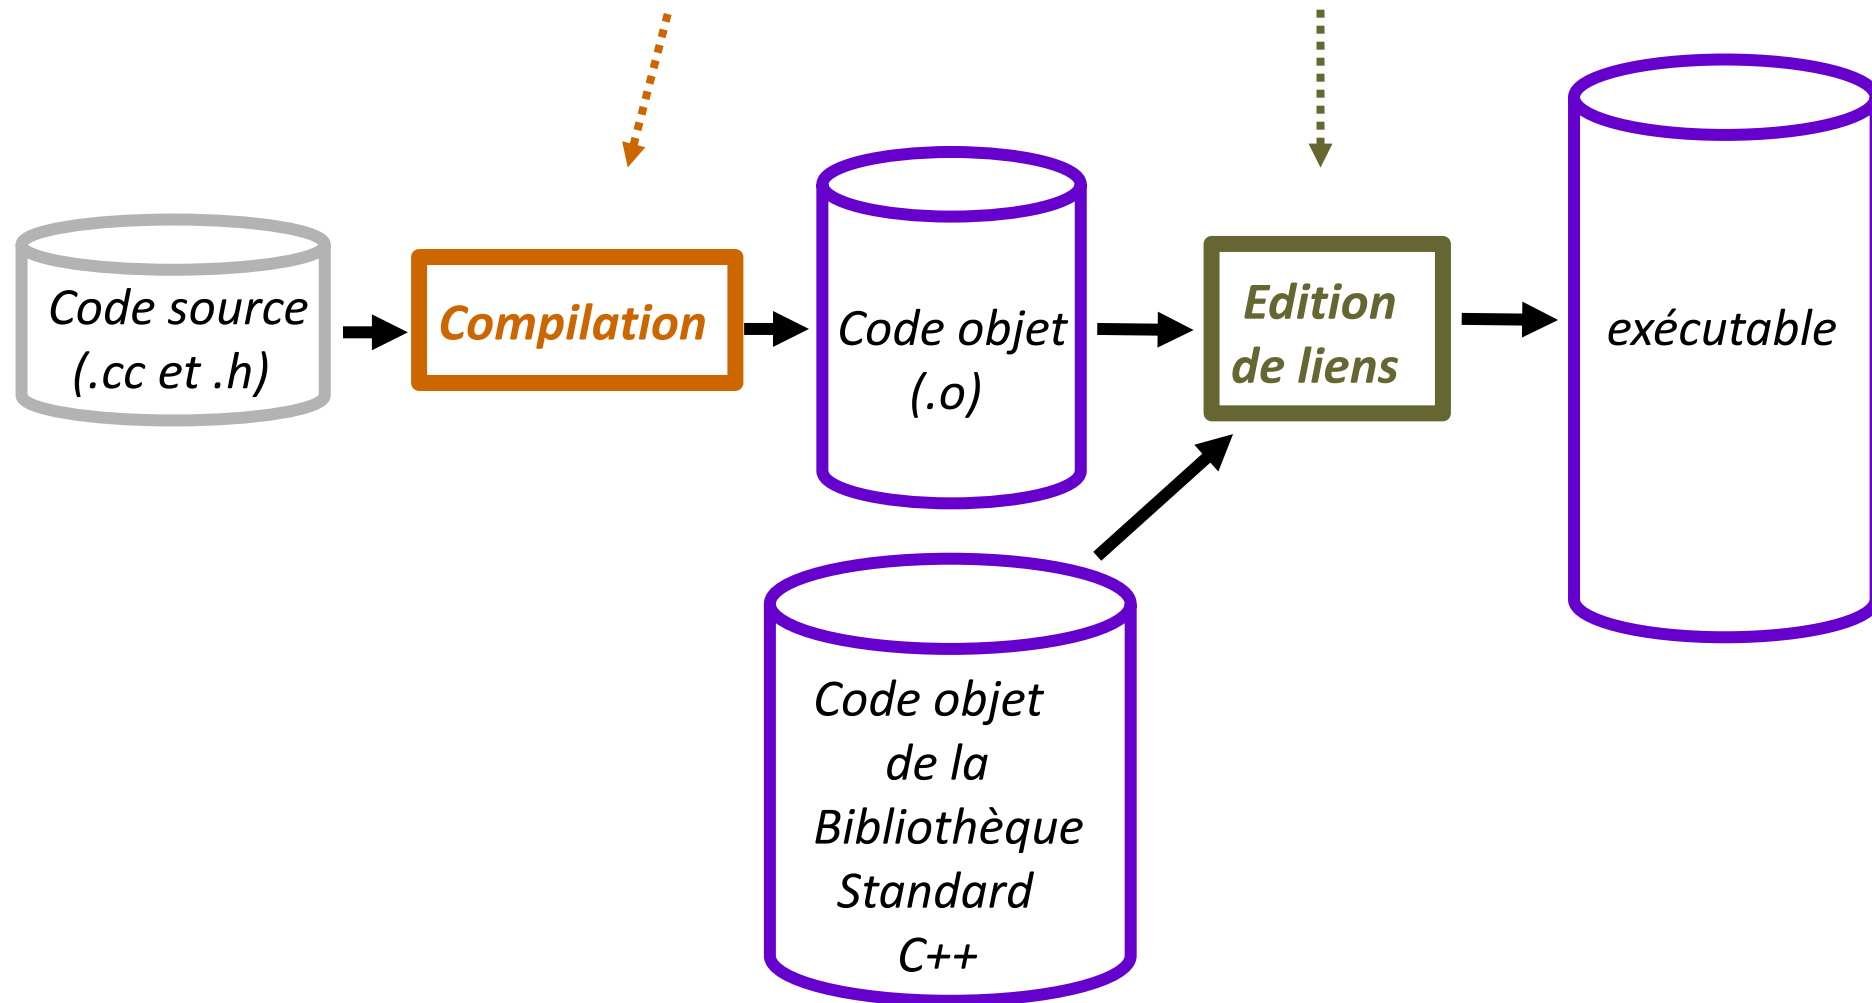 Code source
(.cc et .h)
Compilation
Code objet
(.o)
Edition
de liens
exécutable
Code objet
de la
Bibliothèque
Standard
C++